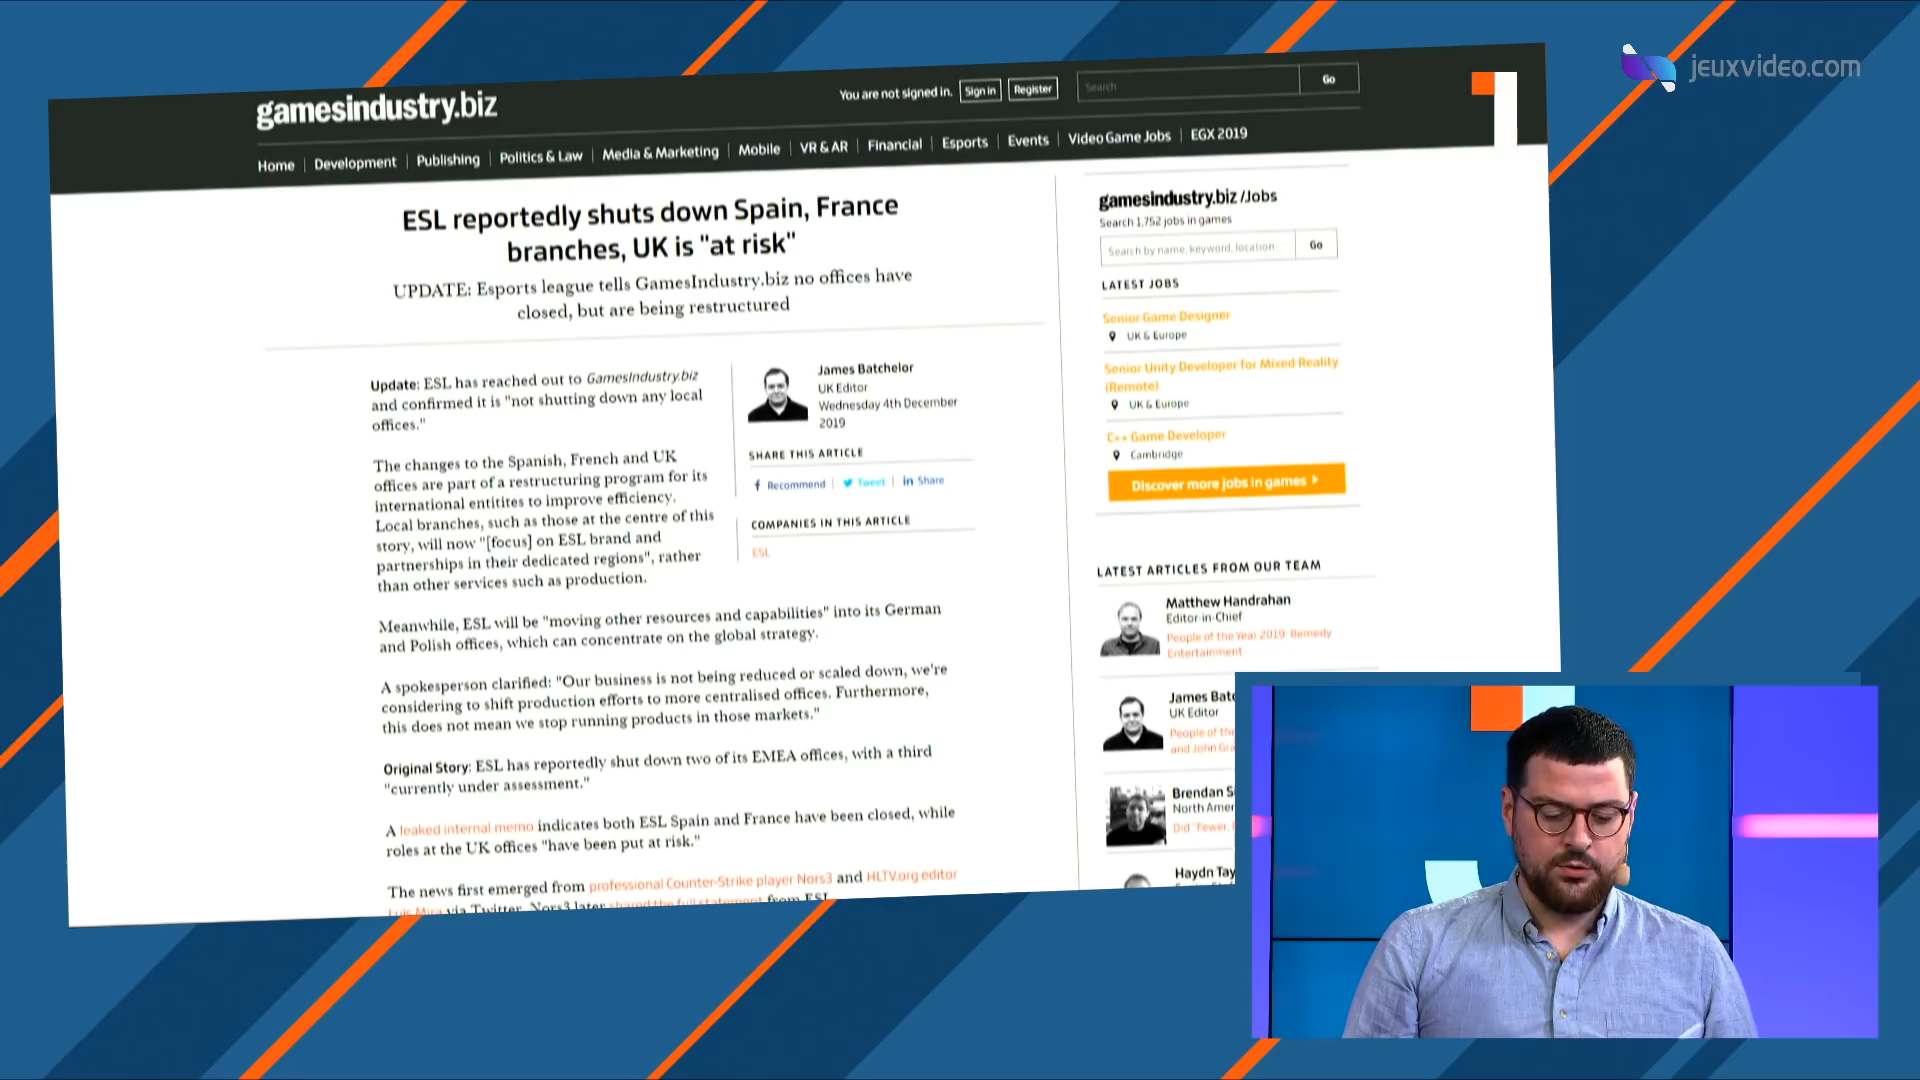 jeuxvideo.com
gamesindustry.biz
You are not signed in. Sign in Register Search Go
Home Development Publishing Politics & Law Media & Marketing Mobile VR & AR Financial Esports Events Video Game Jobs EGX 2019
ESL reportedly shuts down Spain, France
branches, UK is "at risk"
UPDATE: Esports league tells GamesIndustry.biz no offices have
closed, but are being restructured
Update: ESL has reached out to GamesIndustry.biz
and confirmed it is "not shutting down any local
offices."
The changes to the Spanish, French and UK
offices are part of a restructuring program for its
international entitites to improve efficiency.
Local branches, such as those at the centre of this
story, will now "[focus] on ESL brand and
partnerships in their dedicated regions", rather
than other services such as production.
James Batchelor
UK Editor
Wednesday 4th December
2019
SHARE THIS ARTICLE
Recommend Tweet Share
COMPANIES IN THIS ARTICLE
ESL
Meanwhile, ESL will be "moving other resources and capabilities" into its German
and Polish offices, which can concentrate on the global strategy.
A spokesperson clarified: "Our business is not being reduced or scaled down, we're
considering to shift production efforts to more centralised offices. Furthermore,
this does not mean we stop running products in those markets."
Original Story: ESL has reportedly shut down two of its EMEA offices, with a third
"currently under assessment."
A leaked internal memo indicates both ESL Spain and France have been closed, while
roles at the UK offices "have been put at risk."
The news first emerged from professional Counter-Strike player Nors3 and HLTV.org editor
Luis Mira via Twitter. Nors3 later shared the full statement from ESL
gamesindustry.biz /Jobs
Search 1,752 jobs in games
Search by name, keyword, location... Go
LATEST JOBS
Senior Game Designer
UK & Europe
Senior Unity Developer for Mixed Reality
(Remote)
UK & Europe
C++ Game Developer
Cambridge
Discover more jobs in games
LATEST ARTICLES FROM OUR TEAM
Matthew Handrahan
Editor-in-Chief
People of the Year 2019: Remedy
Entertainment
James Batc
UK Editor
People of the
and John Gra
Brendan S
North Amer
Did "Fewer,
Haydn Tay